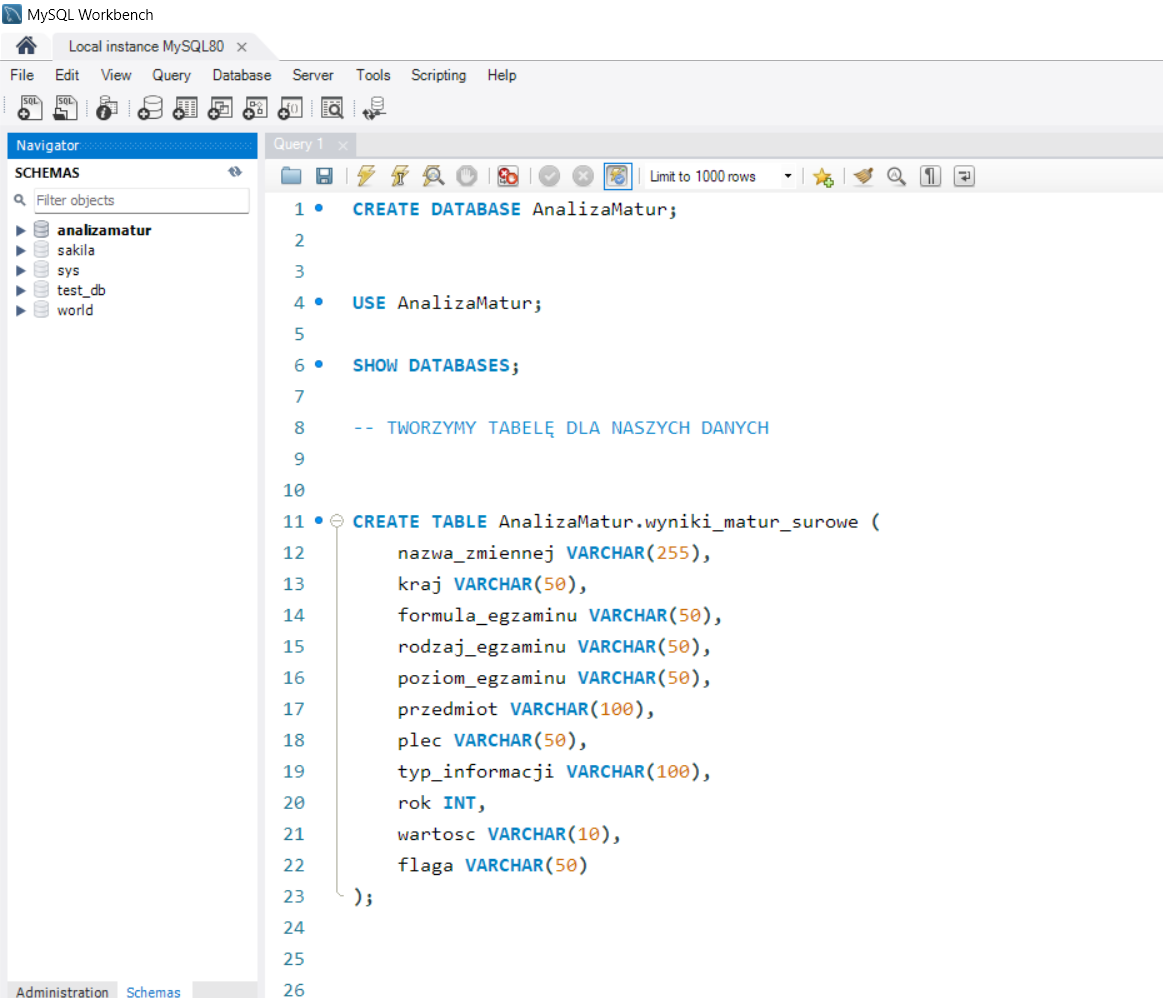 MySQL Workbench
Local instance MySQL80
File Edit View Query Database Server Tools Scripting Help
Navigator
SCHEMAS
Filter objects
analizamatur
sakila
sys
test_db
world
Administration Schemas
Query 1
Limit to 1000 rows
1 CREATE DATABASE AnalizaMatur;
2
3
4 USE AnalizaMatur;
5
6 SHOW DATABASES;
7
8 -- TWORZYMY TABELĘ DLA NASZYCH DANYCH
9
10
11 CREATE TABLE AnalizaMatur.wyniki_matur_surowe (
12 nazwa_zmiennej VARCHAR(255),
13 kraj VARCHAR(50),
14 formula_egzaminu VARCHAR(50),
15 rodzaj_egzaminu VARCHAR(50),
16 poziom_egzaminu VARCHAR(50),
17 przedmiot VARCHAR(100),
18 plec VARCHAR(50),
19 typ_informacji VARCHAR(100),
20 rok INT,
21 wartosc VARCHAR(10),
22 flaga VARCHAR(50)
23 );
24
25
26